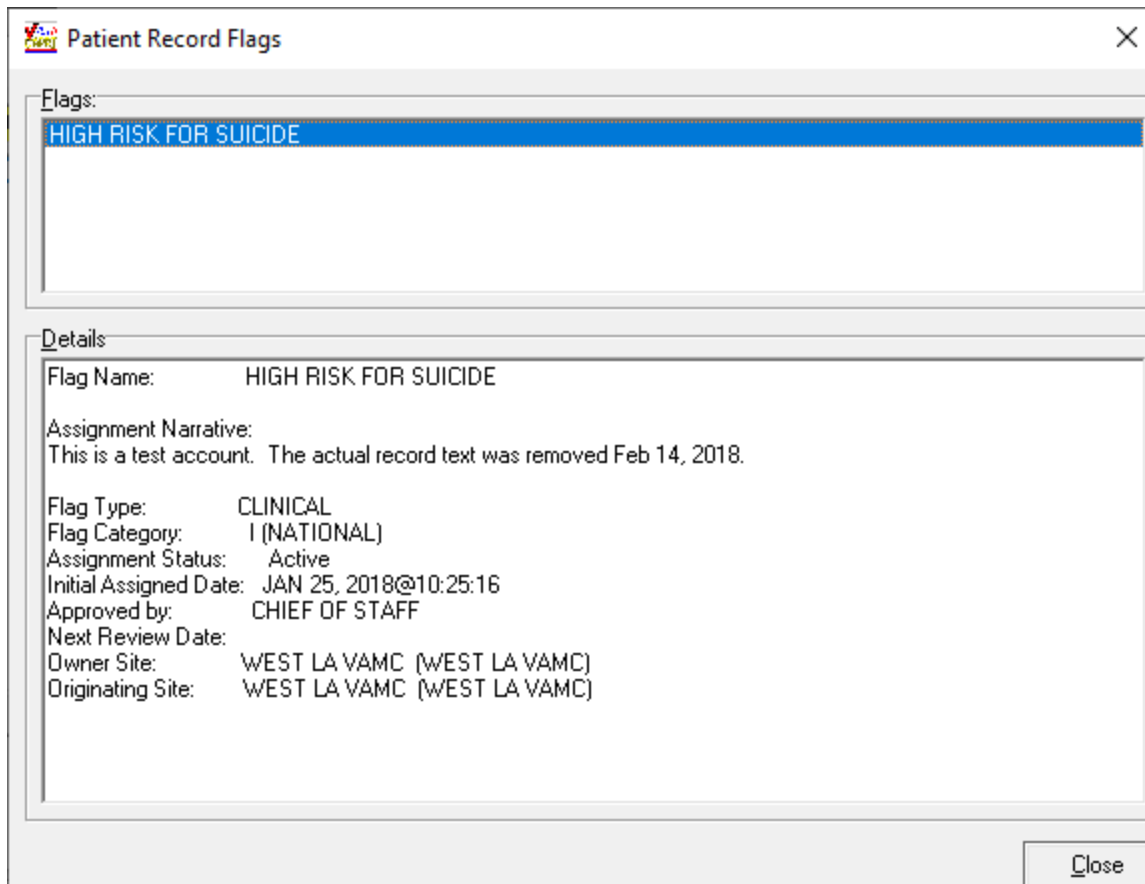 Patient Record Flags
Flags:
HIGH RISK FOR SUICIDE
Details
Flag Name: HIGH RISK FOR SUICIDE
Assignment Narrative:
This is a test account. The actual record text was removed Feb 14, 2018.
Flag Type: CLINICAL
Flag Category: I (NATIONAL)
Assignment Status: Active
Initial Assigned Date: JAN 25, 2018@10:25:16
Approved by: CHIEF OF STAFF
Next Review Date:
Owner Site: WEST LA VAMC (WEST LA VAMC)
Originating Site: WEST LA VAMC (WEST LA VAMC)
Close